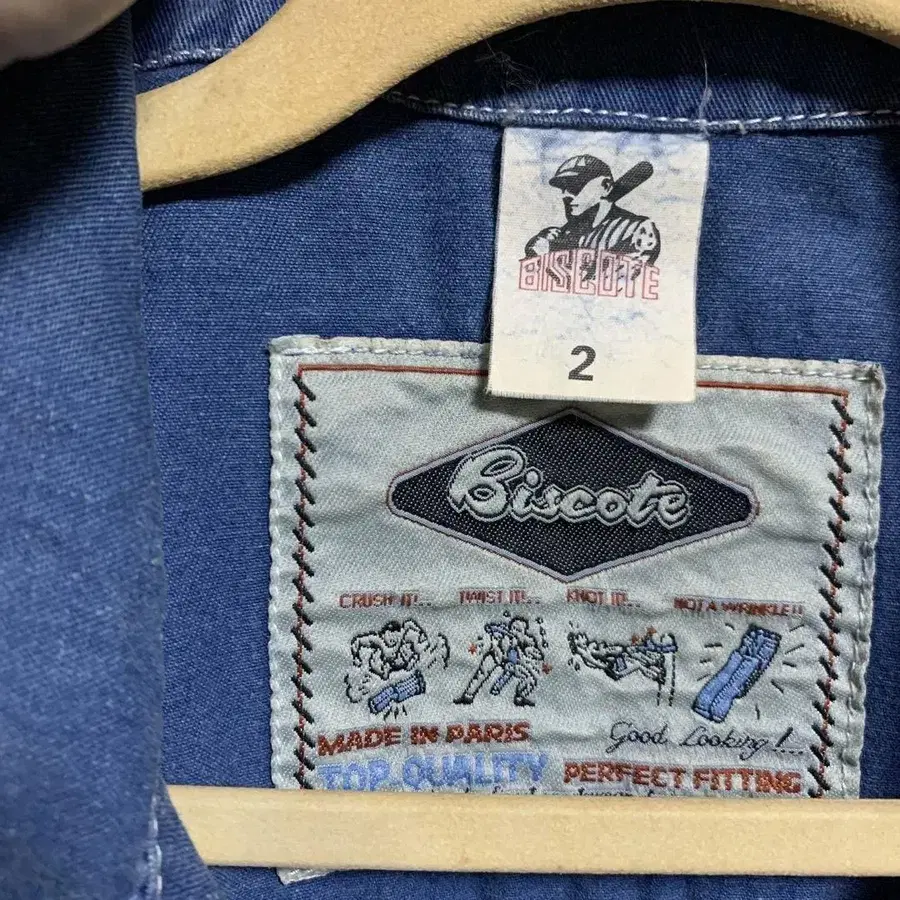 BISCOTE
2
Biscote
CRUSH IT!.. TWIST IT!.. KNOT IT!.. NOT A WRINKLE!!
MADE IN PARIS Good Looking!...
TOP QUALITY PERFECT FITTING